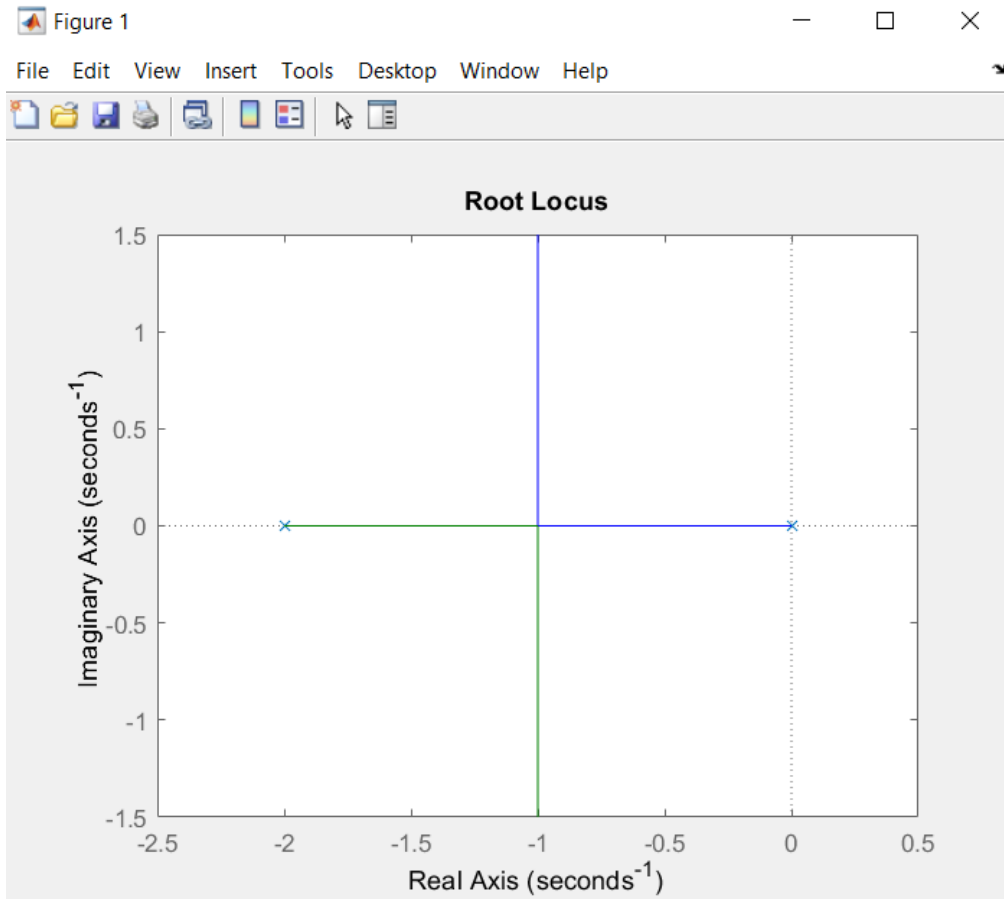 Figure 1
File Edit View Insert Tools Desktop Window Help
Root Locus
1.5
1
0.5
0
-0.5
-1
-1.5
Imaginary Axis (seconds⁻¹)
-2.5 -2 -1.5 -1 -0.5 0 0.5
Real Axis (seconds⁻¹)